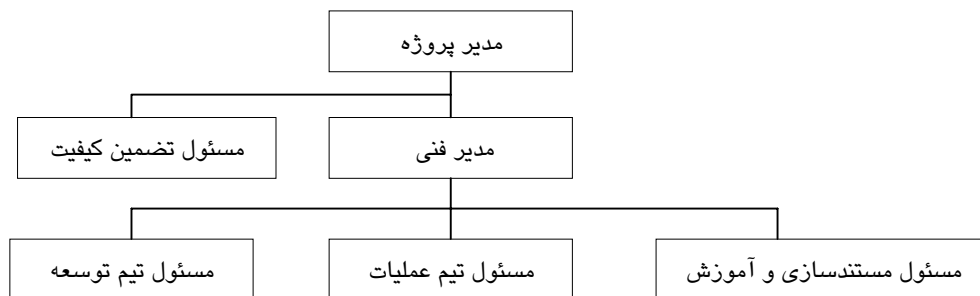 مدیر پروژه
مدیر فنی
مسئول تضمین کیفیت
مسئول مستندسازی و آموزش
مسئول تیم عملیات
مسئول تیم توسعه